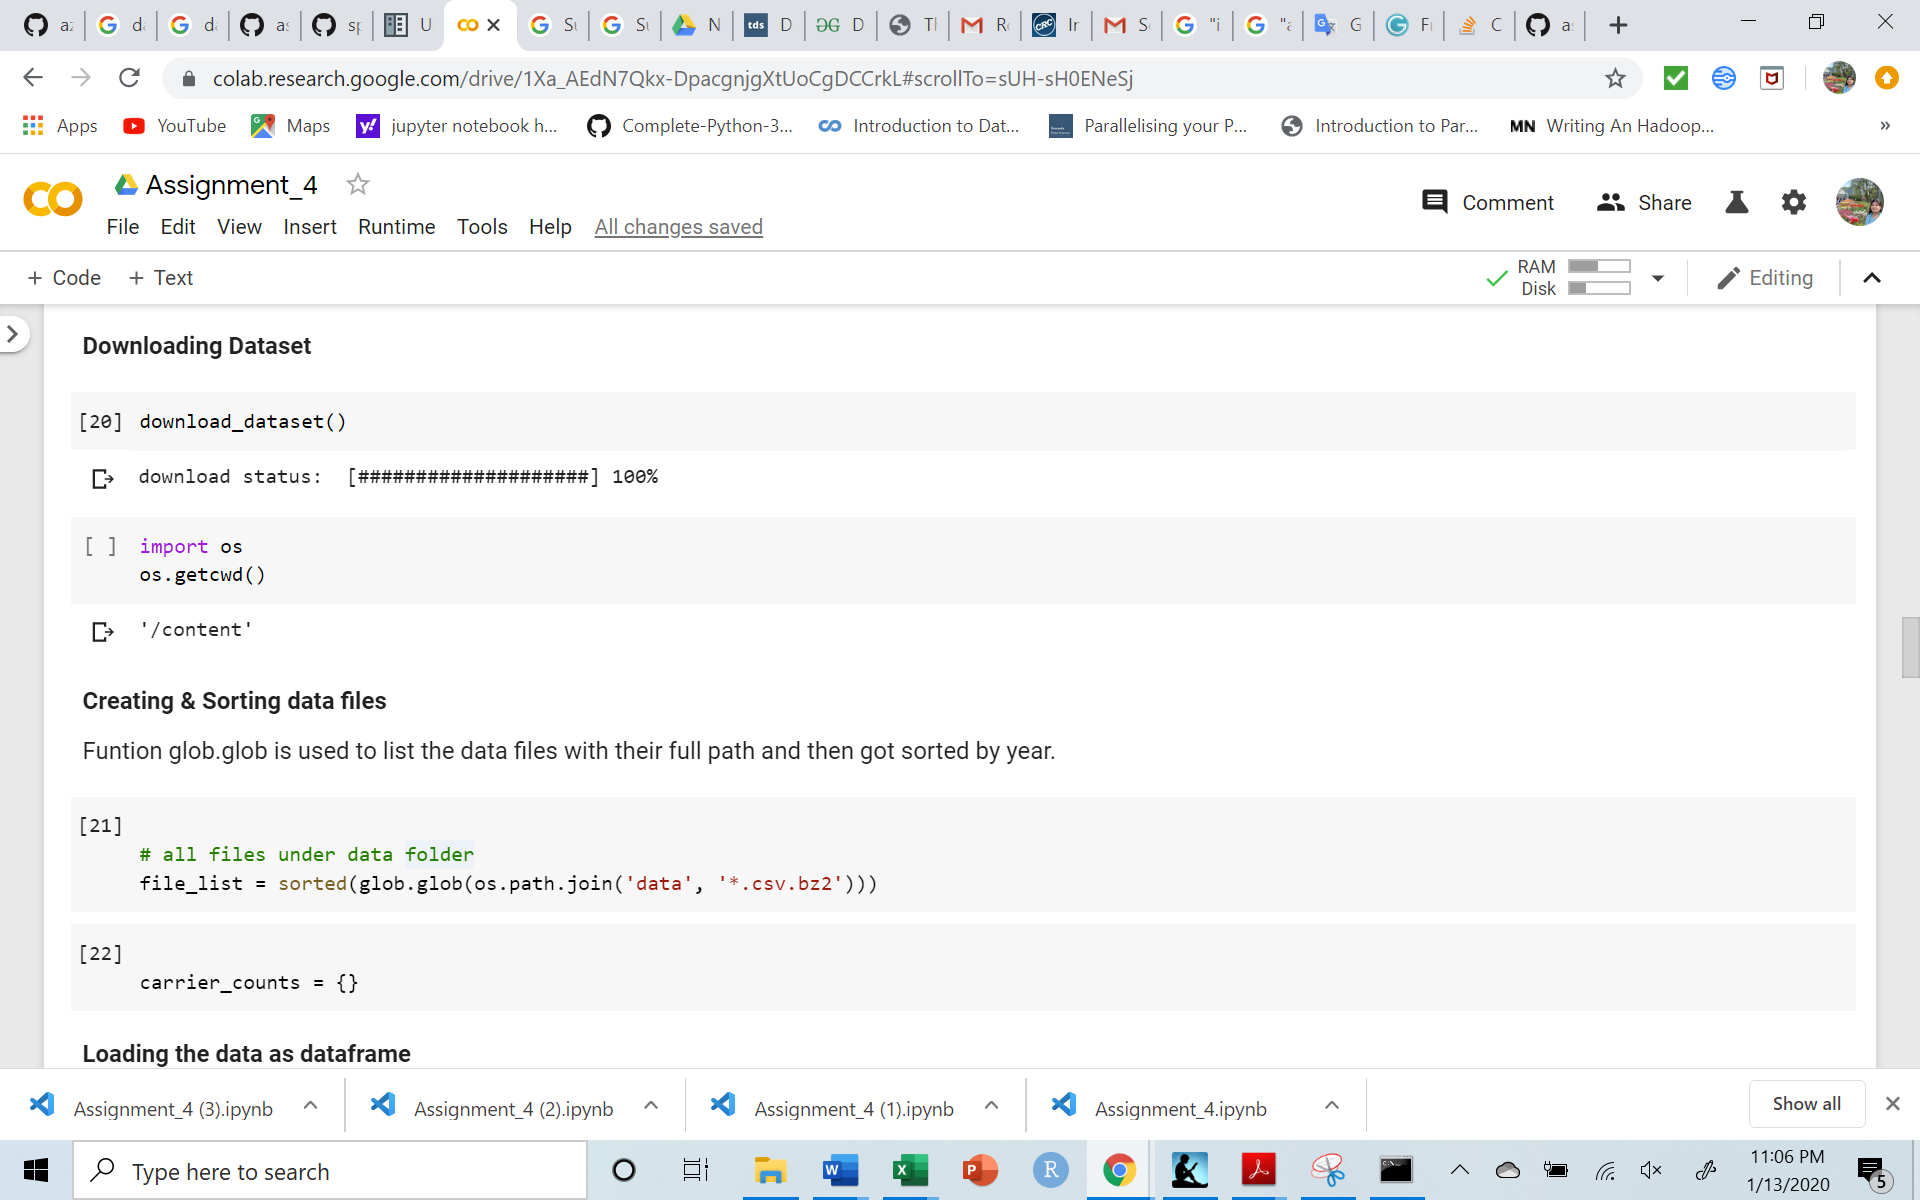 colab.research.google.com/drive/1Xa_AEdN7Qkx-DpacgnjgXtUoCgDCCrkL#scrollTo=sUH-sH0ENeSj
Apps YouTube Maps jupyter notebook h... Complete-Python-3... Introduction to Dat... Parallelising your P... Introduction to Par... MN Writing An Hadoop... »
Assignment_4
Comment Share
File Edit View Insert Runtime Tools Help All changes saved
+ Code + Text
RAM
Disk
Editing
Downloading Dataset
[20] download_dataset()
download status: [####################] 100%
[ ] import os
os.getcwd()
'/content'
Creating & Sorting data files
Funtion glob.glob is used to list the data files with their full path and then got sorted by year.
[21]
# all files under data folder
file_list = sorted(glob.glob(os.path.join('data', '*.csv.bz2')))
[22]
carrier_counts = {}
Loading the data as dataframe
Assignment_4 (3).ipynb Assignment_4 (2).ipynb Assignment_4 (1).ipynb Assignment_4.ipynb Show all
Type here to search
11:06 PM
1/13/2020
5